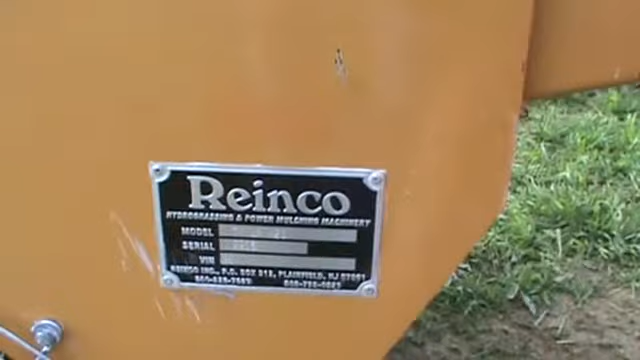 Reinco
HYDROGRASSING & POWER MULCHING MACHINERY
MODEL
SERIAL
VIN
REINCO INC., P.O. BOX 512, PLAINFIELD, NJ 07061